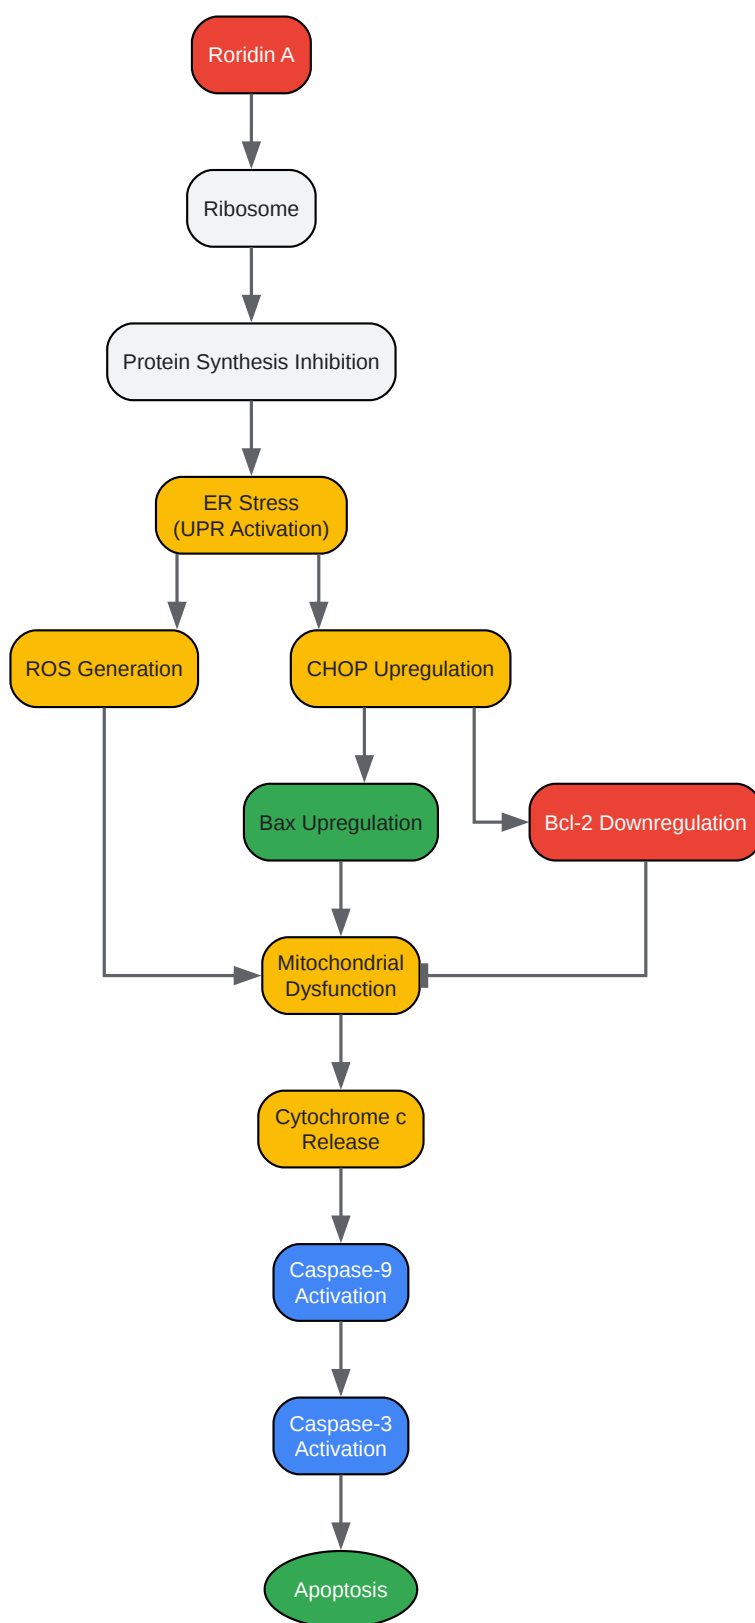 Roridin A
Ribosome
Protein Synthesis Inhibition
ER Stress
(UPR Activation)
ROS Generation
CHOP Upregulation
Bax Upregulation
Bcl-2 Downregulation
Mitochondrial
Dysfunction
Cytochrome c
Release
Caspase-9
Activation
Caspase-3
Activation
Apoptosis